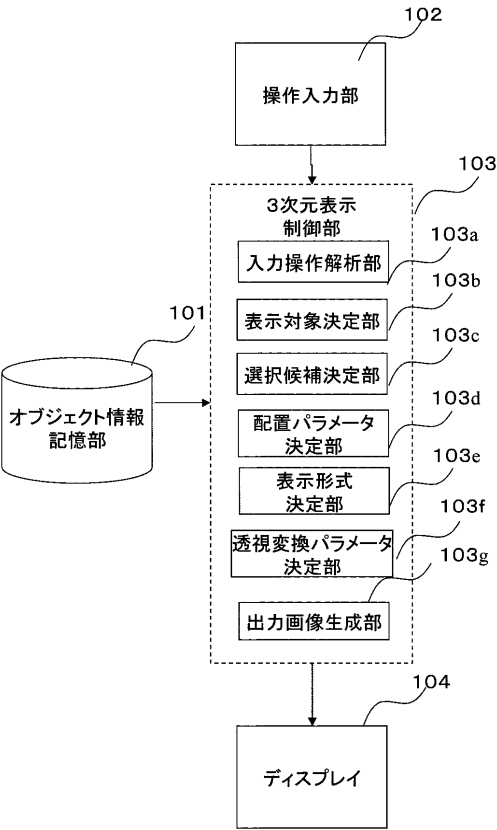 102
操作入力部
103
3次元表示
制御部
103a
入力操作解析部
103b
表示対象決定部
101
103c
選択候補決定部
オブジェクト情報
記憶部
103d
配置パラメータ
決定部
103e
表示形式
決定部
103f
透視変換パラメータ
決定部
103g
出力画像生成部
104
ディスプレイ